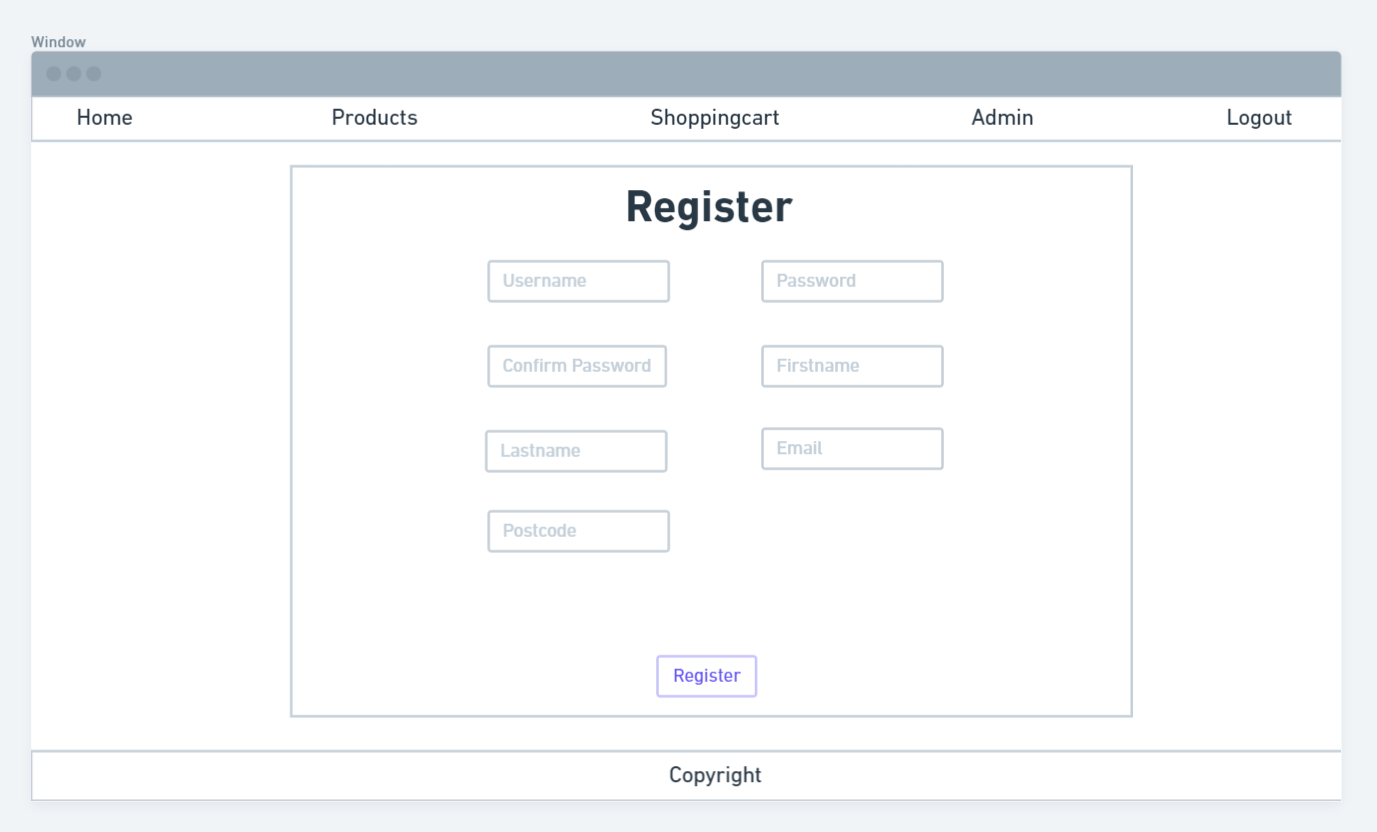 Window
Home Products Shoppingcart Admin Logout
Register
Username Password
Confirm Password Firstname
Lastname Email
Postcode
Register
Copyright